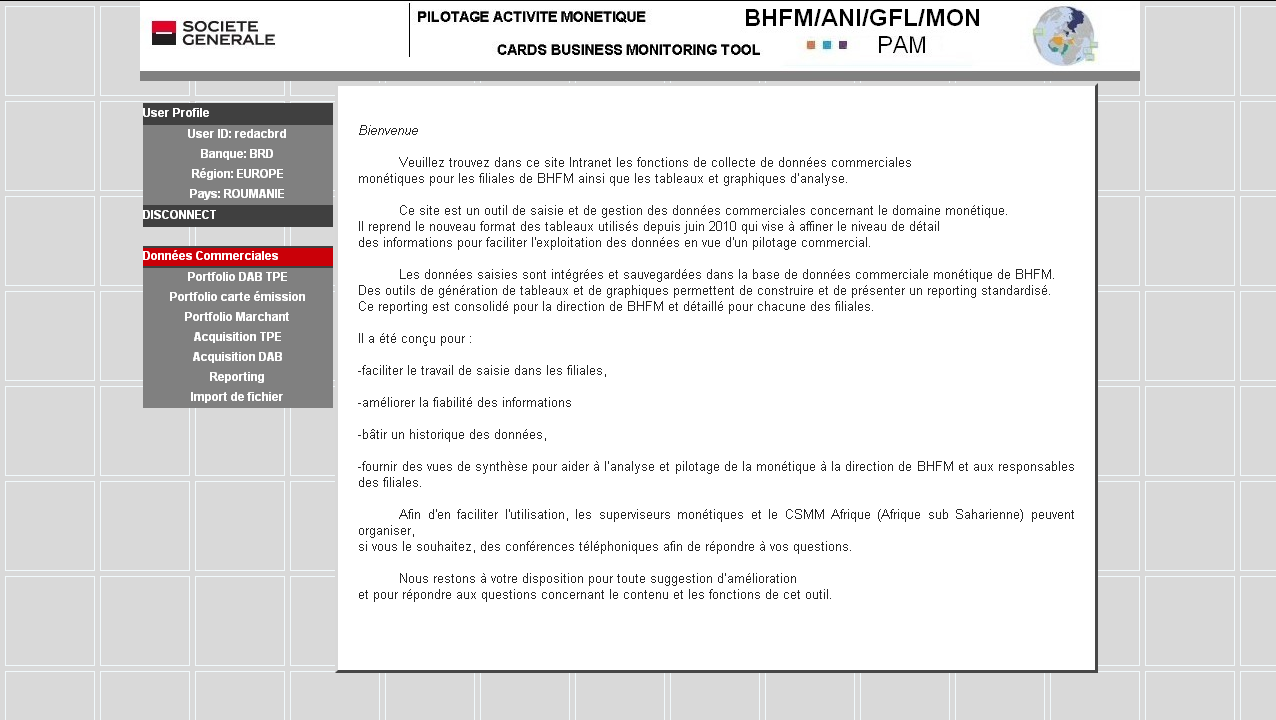 SOCIETE
GENERALE
PILOTAGE ACTIVITE MONETIQUE
CARDS BUSINESS MONITORING TOOL
BHFM/ANI/GFL/MON
PAM
User Profile
User ID: redacbrd
Banque: BRD
Région: EUROPE
Pays: ROUMANIE
DISCONNECT
Données Commerciales
Portfolio DAB TPE
Portfolio carte émission
Portfolio Marchant
Acquisition TPE
Acquisition DAB
Reporting
Import de fichier
Bienvenue
Veuillez trouvez dans ce site Intranet les fonctions de collecte de données commerciales
monétiques pour les filiales de BHFM ainsi que les tableaux et graphiques d'analyse.
Ce site est un outil de saisie et de gestion des données commerciales concernant le domaine monétique.
Il reprend le nouveau format des tableaux utilisés depuis juin 2010 qui vise à affiner le niveau de détail
des informations pour faciliter l'exploitation des données en vue d'un pilotage commercial.
Les données saisies sont intégrées et sauvegardées dans la base de données commerciale monétique de BHFM.
Des outils de génération de tableaux et de graphiques permettent de construire et de présenter un reporting standardisé.
Ce reporting est consolidé pour la direction de BHFM et détaillé pour chacune des filiales.
Il a été conçu pour :
-faciliter le travail de saisie dans les filiales,
-améliorer la fiabilité des informations
-bâtir un historique des données,
-fournir des vues de synthèse pour aider à l'analyse et pilotage de la monétique à la direction de BHFM et aux responsables
des filiales.
Afin d'en faciliter l'utilisation, les superviseurs monétiques et le CSMM Afrique (Afrique sub Saharienne) peuvent
organiser,
si vous le souhaitez, des conférences téléphoniques afin de répondre à vos questions.
Nous restons à votre disposition pour toute suggestion d'amélioration
et pour répondre aux questions concernant le contenu et les fonctions de cet outil.